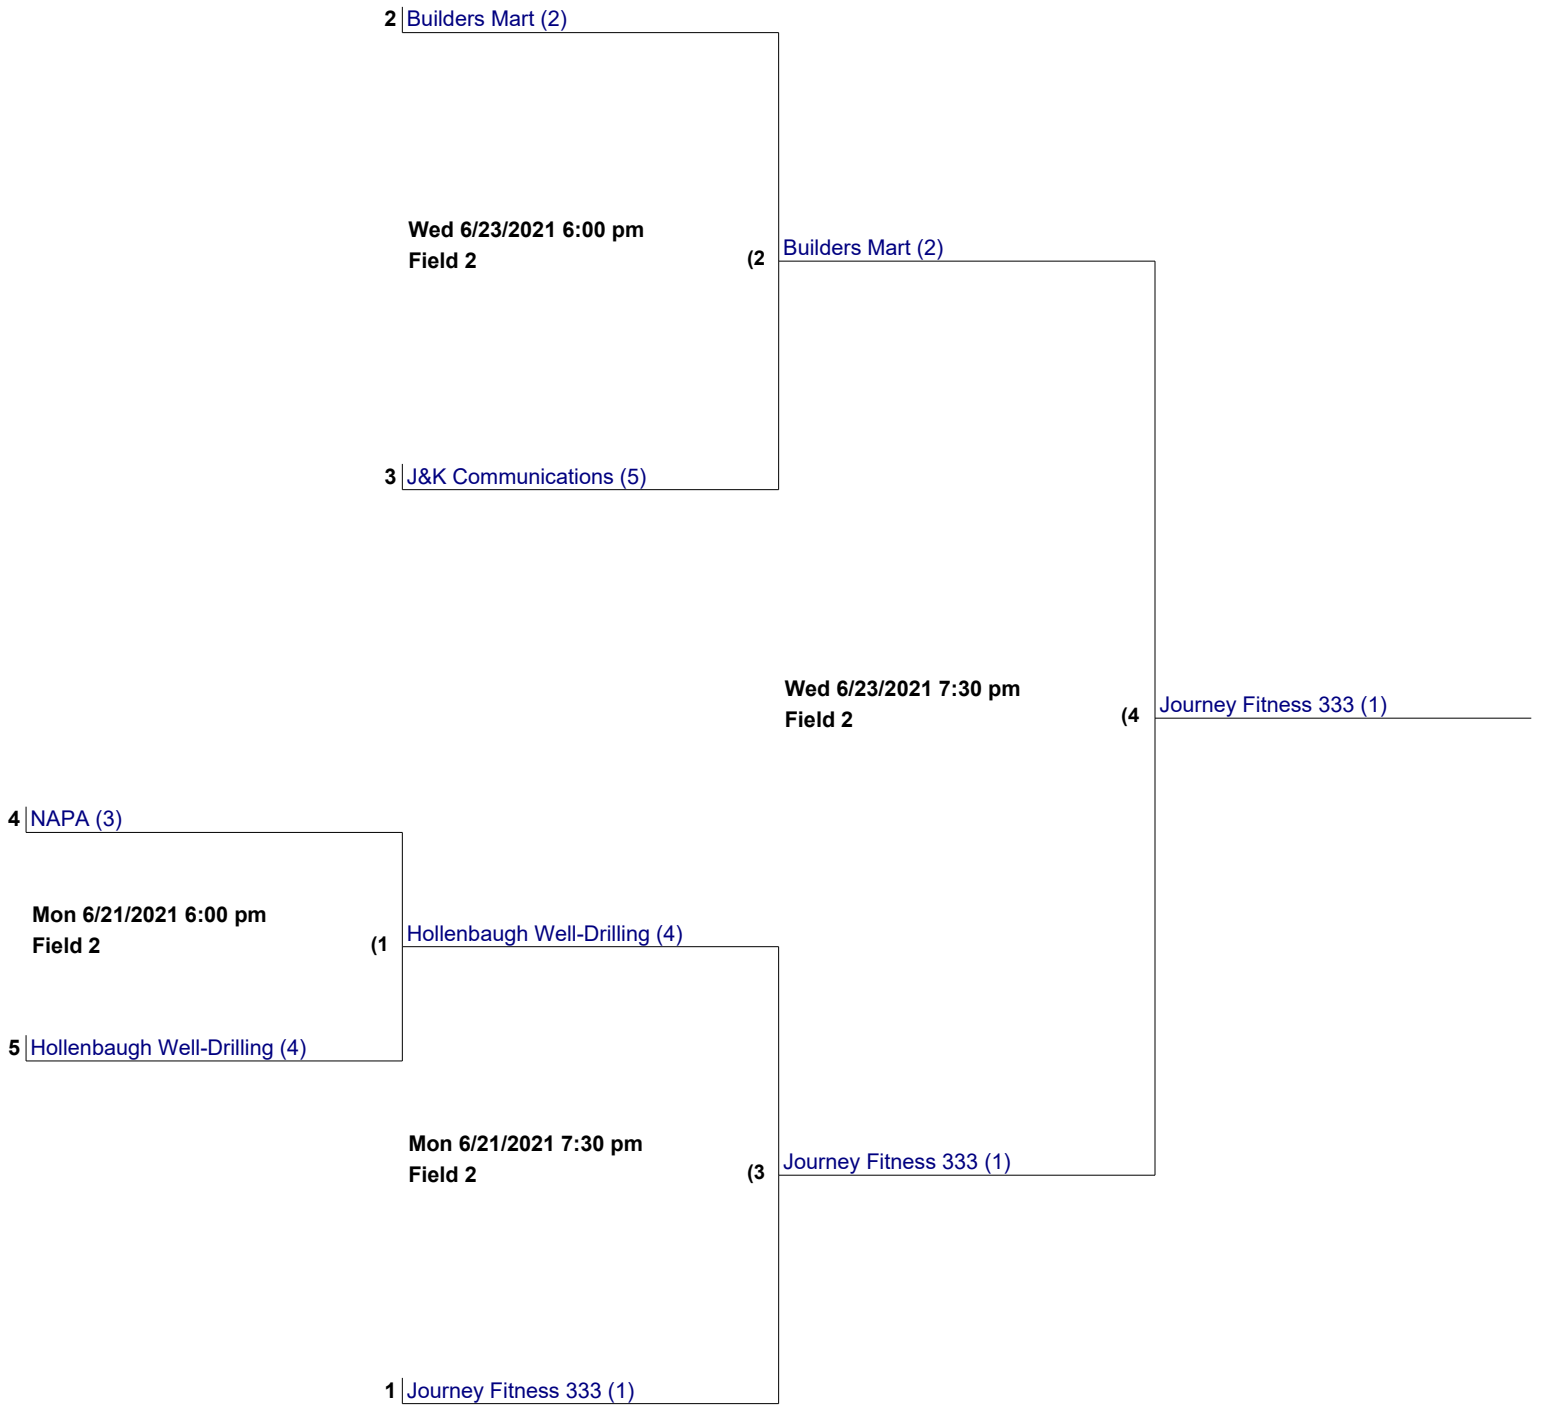 2 Builders Mart (2)
Wed 6/23/2021 6:00 pm
Field 2
(2
Builders Mart (2)
3 J&K Communications (5)
Wed 6/23/2021 7:30 pm
Field 2
(4
Journey Fitness 333 (1)
4 NAPA (3)
Mon 6/21/2021 6:00 pm
Field 2
(1
Hollenbaugh Well-Drilling (4)
5 Hollenbaugh Well-Drilling (4)
Mon 6/21/2021 7:30 pm
Field 2
(3
Journey Fitness 333 (1)
1 Journey Fitness 333 (1)